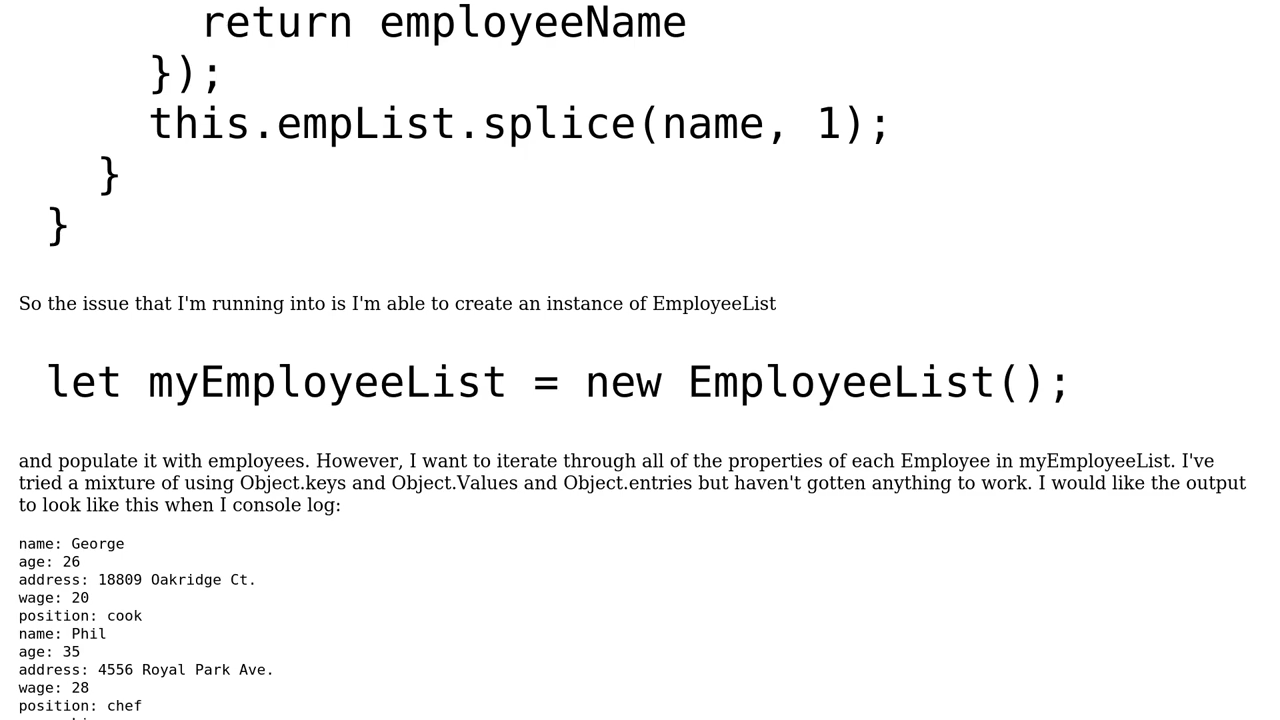 return employeeName
});
this.empList.splice(name, 1);
}
}
So the issue that I'm running into is I'm able to create an instance of EmployeeList
let myEmployeeList = new EmployeeList();
and populate it with employees. However, I want to iterate through all of the properties of each Employee in myEmployeeList. I've
tried a mixture of using Object.keys and Object.Values and Object.entries but haven't gotten anything to work. I would like the output
to look like this when I console log:
name: George
age: 26
address: 18809 Oakridge Ct.
wage: 20
position: cook
name: Phil
age: 35
address: 4556 Royal Park Ave.
wage: 28
position: chef